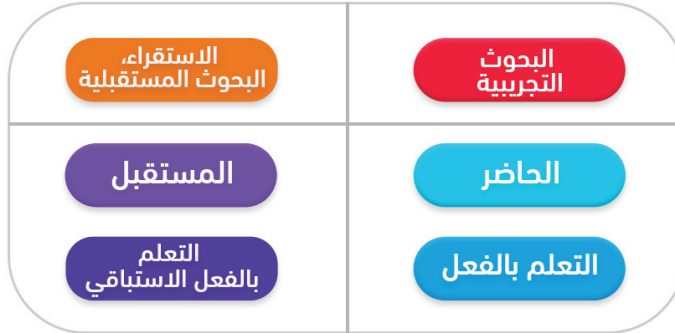 البحوث
التجريبية
الاستقراء،
البحوث المستقبلية
الحاضر
المستقبل
التعلم بالفعل
التعلم
بالفعل الاستباقي